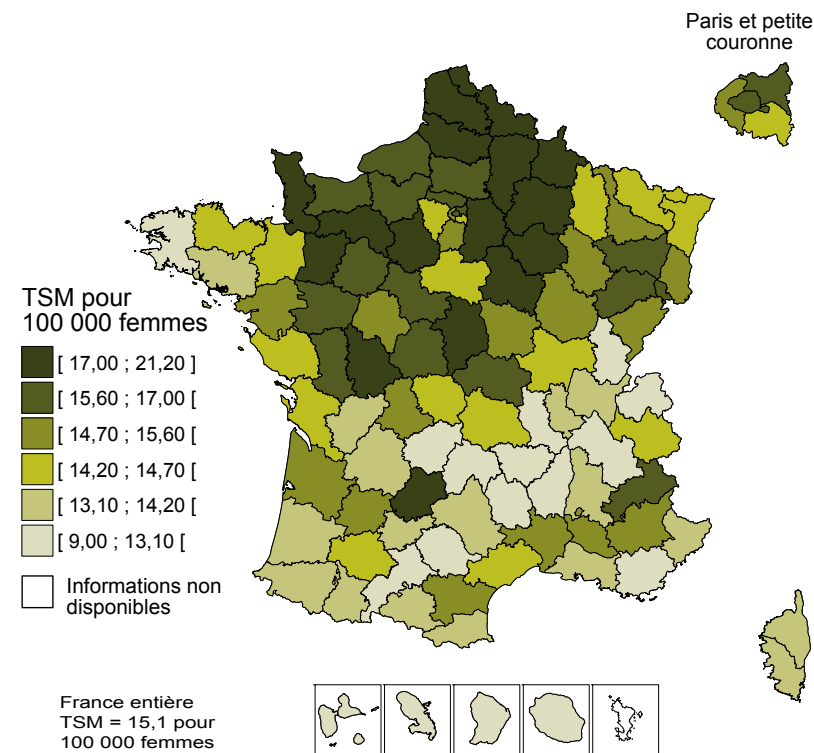 Paris et petite
couronne
TSM pour
100 000 femmes
[ 17,00 ; 21,20 ]
[ 15,60 ; 17,00 [
[ 14,70 ; 15,60 [
[ 14,20 ; 14,70 [
[ 13,10 ; 14,20 [
[ 9,00 ; 13,10 [
Informations non
disponibles
France entière
TSM = 15,1 pour
100 000 femmes